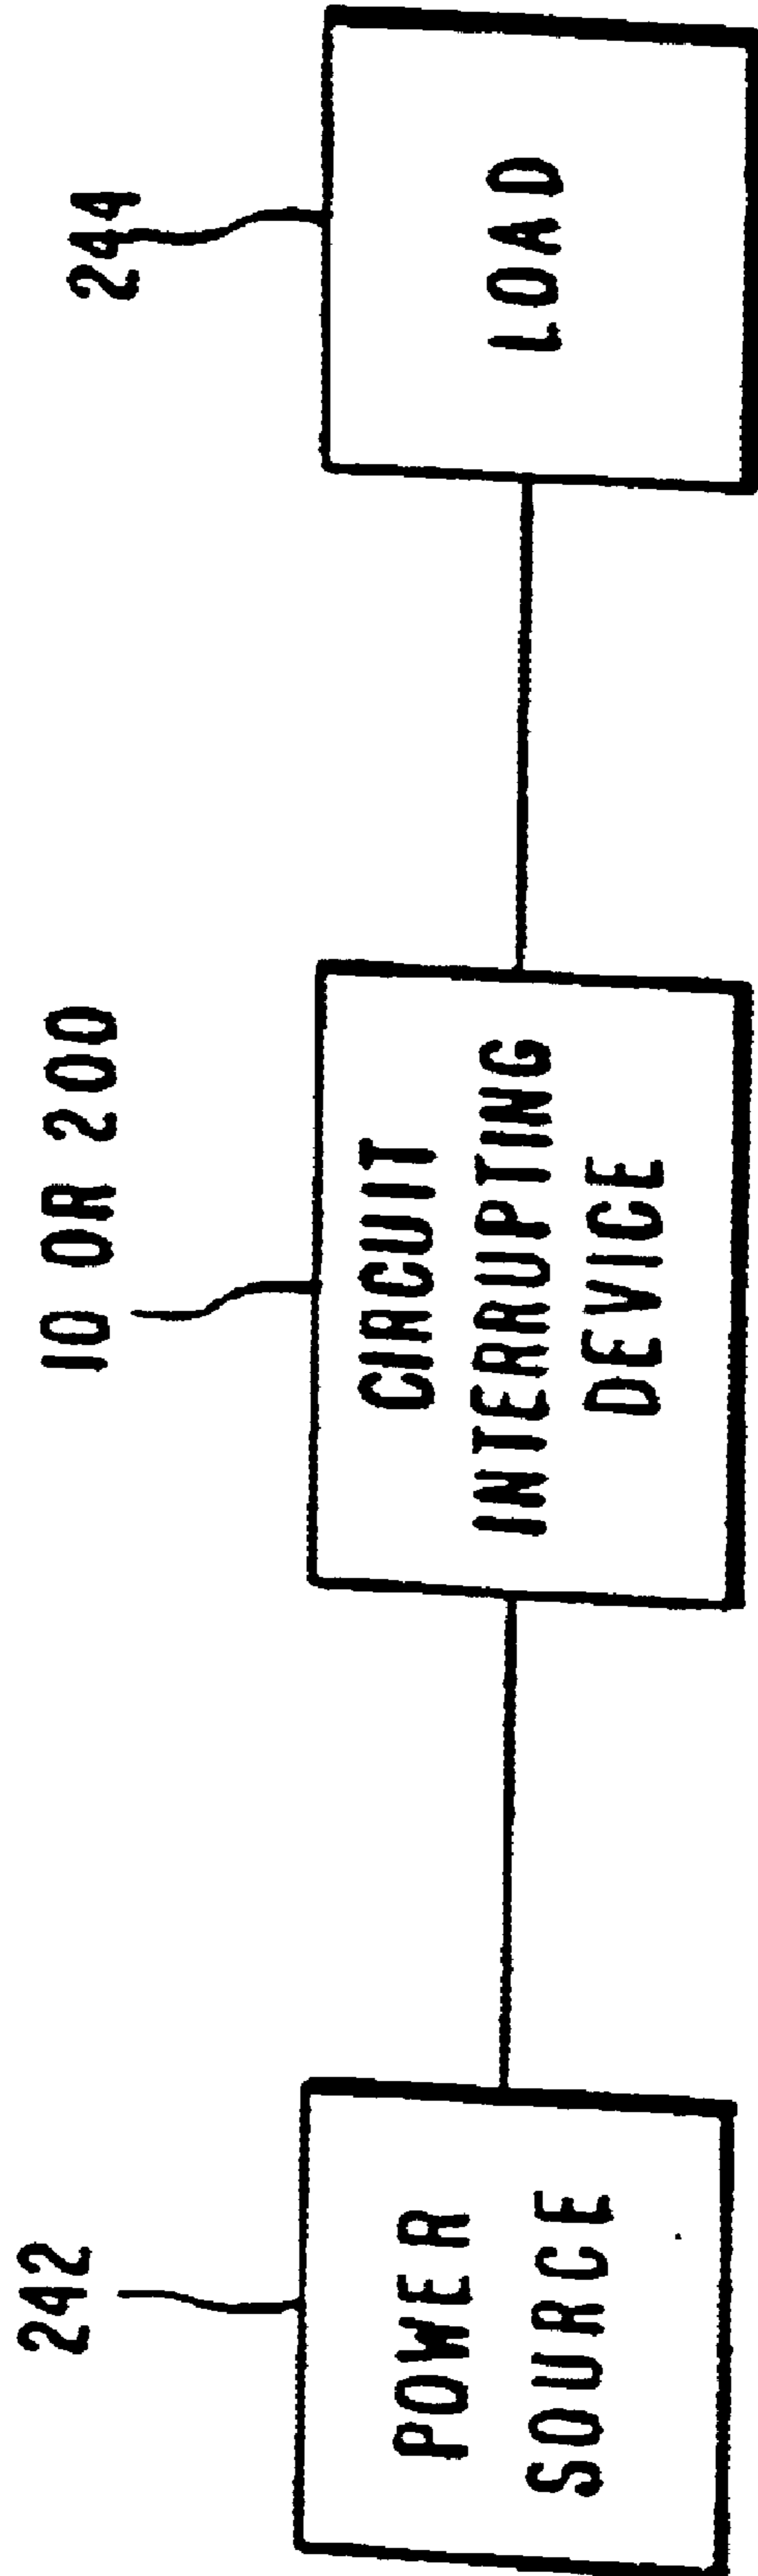 242
POWER
SOURCE
10 OR 200
CIRCUIT
INTERRUPTING
DEVICE
244
LOAD